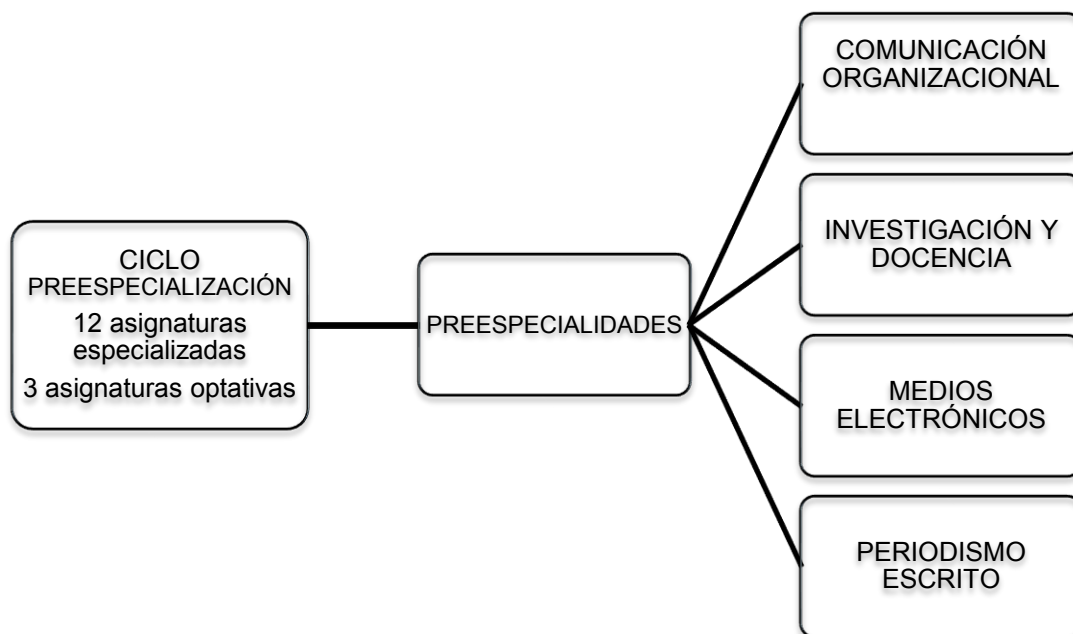 CICLO
PREESPECIALIZACIÓN
12 asignaturas
especializadas
3 asignaturas optativas
PREESPECIALIDADES
COMUNICACIÓN
ORGANIZACIONAL
INVESTIGACIÓN Y
DOCENCIA
MEDIOS
ELECTRÓNICOS
PERIODISMO
ESCRITO